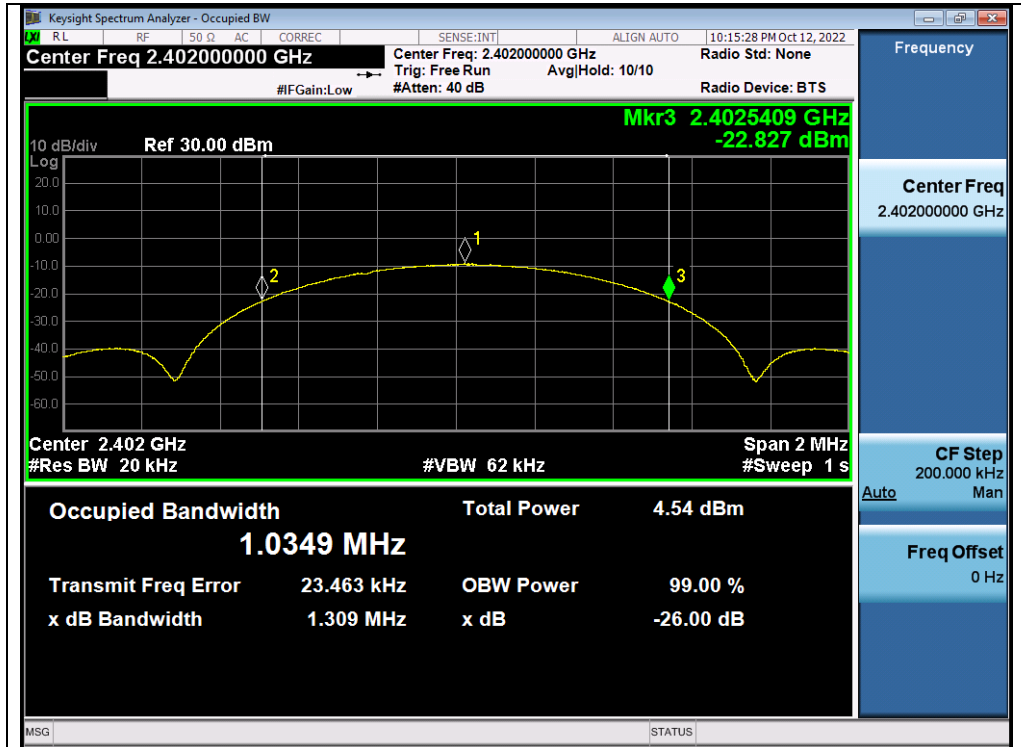 Keysight Spectrum Analyzer - Occupied BW
LXI RL RF 50 Ω AC CORREC SENSE:INT ALIGN AUTO 10:15:28 PM Oct 12, 2022
Center Freq 2.402000000 GHz
Center Freq: 2.402000000 GHz Radio Std: None
Trig: Free Run Avg|Hold: 10/10
#IFGain:Low #Atten: 40 dB Radio Device: BTS
Mkr3 2.4025409 GHz
-22.827 dBm
10 dB/div Ref 30.00 dBm
Log
20.0
10.0
0.00
-10.0
-20.0
-30.0
-40.0
-50.0
-60.0
1
2
3
Center 2.402 GHz Span 2 MHz
#Res BW 20 kHz #VBW 62 kHz #Sweep 1 s
Occupied Bandwidth Total Power 4.54 dBm
1.0349 MHz
Transmit Freq Error 23.463 kHz OBW Power 99.00 %
x dB Bandwidth 1.309 MHz x dB -26.00 dB
MSG STATUS
Frequency
Center Freq
2.402000000 GHz
CF Step
200.000 kHz
Auto Man
Freq Offset
0 Hz